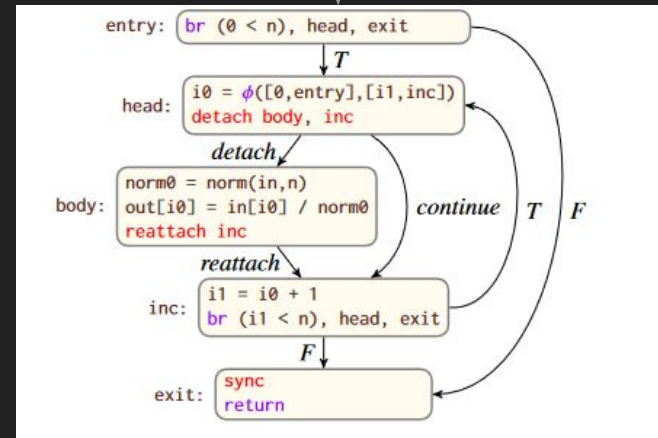 entry: br (0 < n), head, exit
T
head: i0 = ϕ([0,entry],[i1,inc])
detach body, inc
detach
body: norm0 = norm(in,n)
out[i0] = in[i0] / norm0
reattach inc
continue
T
F
reattach
inc: i1 = i0 + 1
br (i1 < n), head, exit
F
exit: sync
return